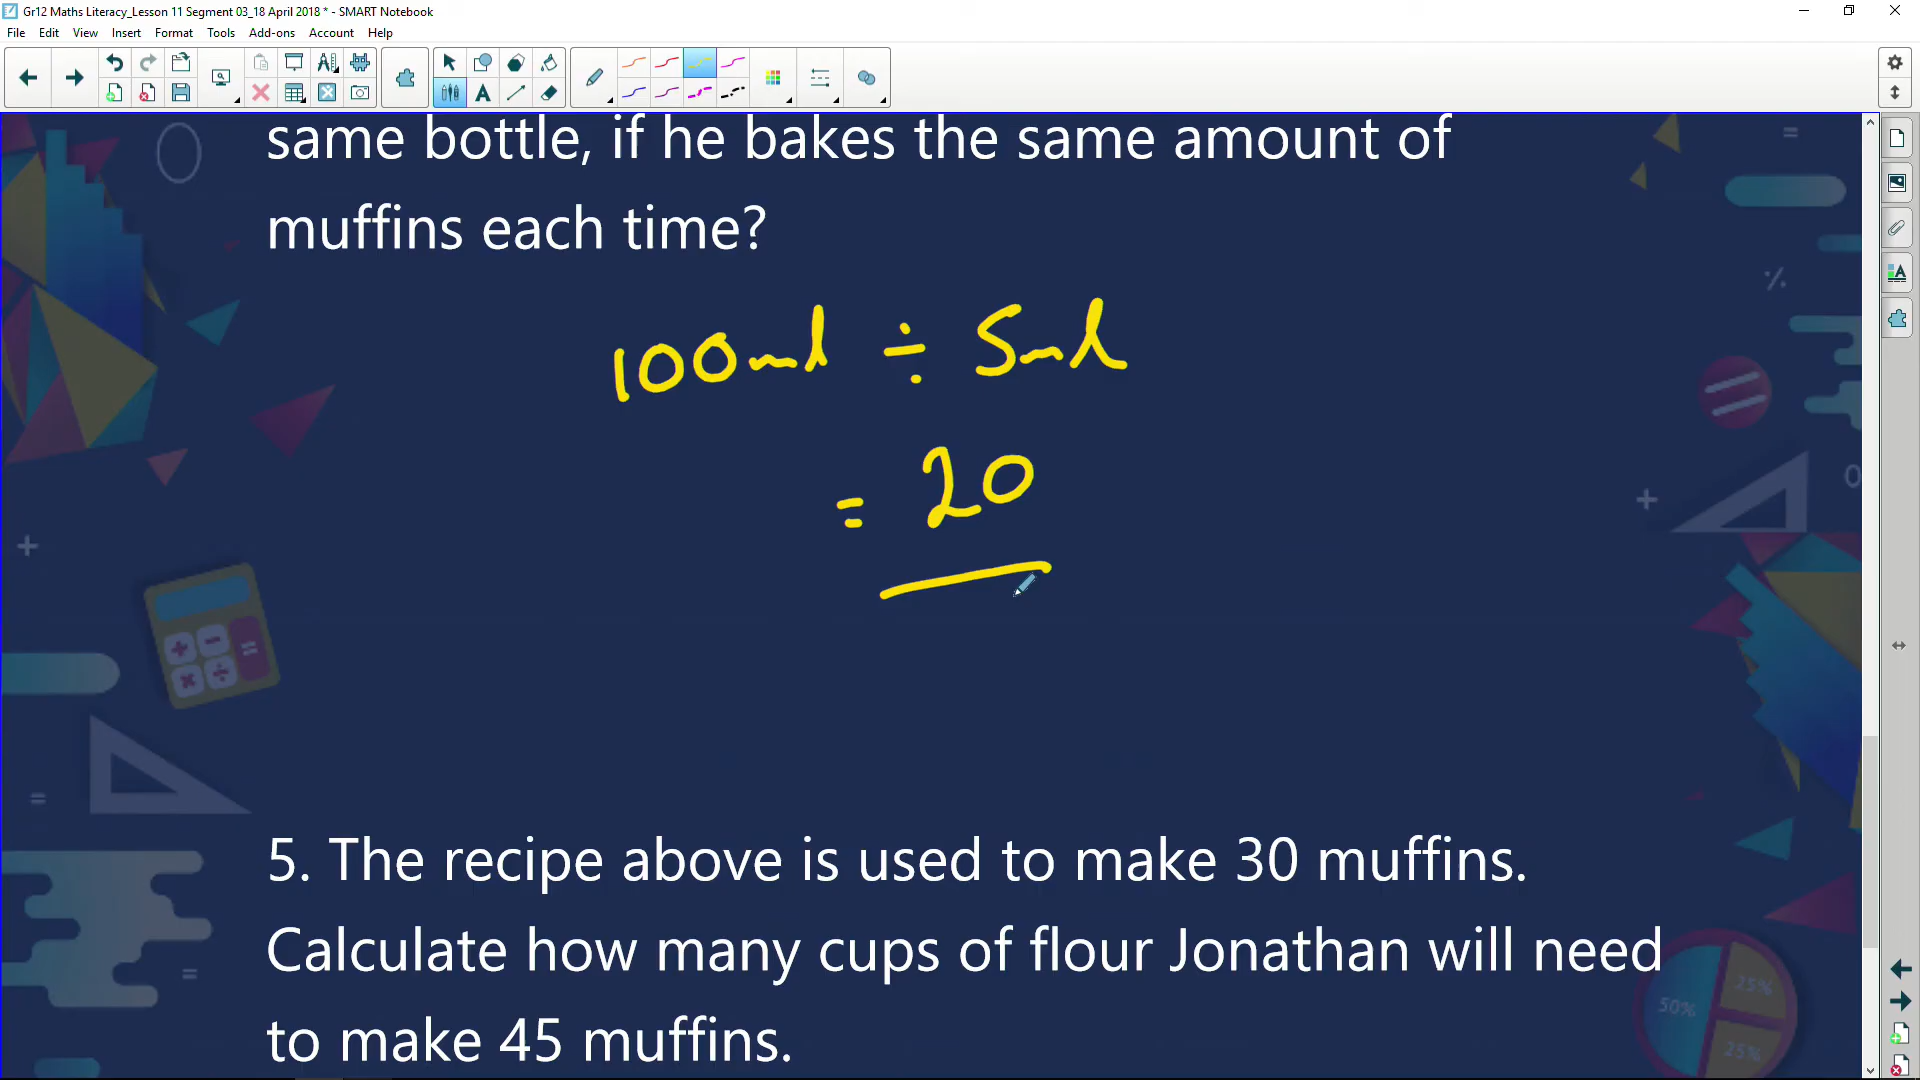 Gr12 Maths Literacy_Lesson 11 Segment 03_18 April 2018 * - SMART Notebook
File Edit View Insert Format Tools Add-ons Account Help
same bottle, if he bakes the same amount of
muffins each time?
100ml ÷ 5ml
= 20
5. The recipe above is used to make 30 muffins.
Calculate how many cups of flour Jonathan will need
to make 45 muffins.
50% 25%
25%